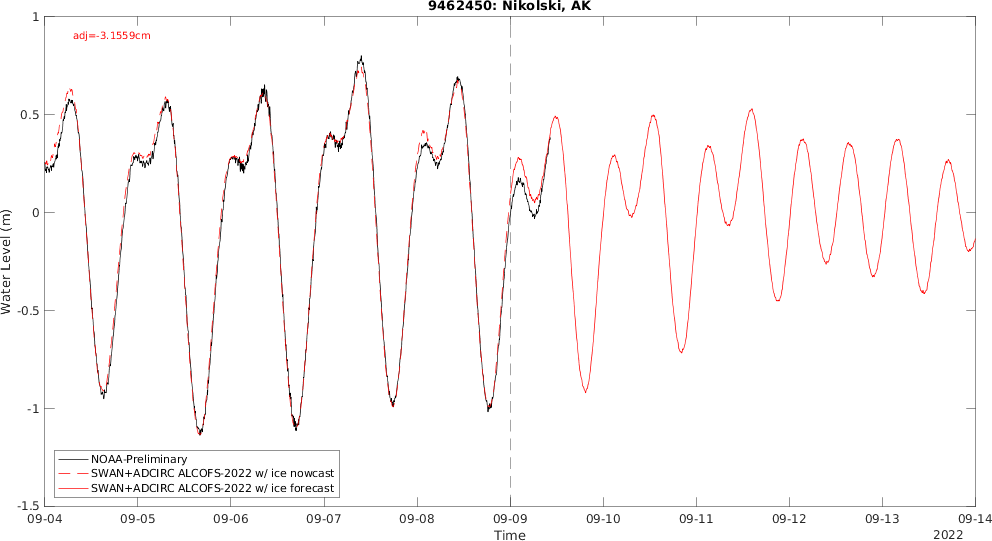 9462450: Nikolski, AK
adj=-3.1559cm
1
0.5
0
-0.5
-1
-1.5
Water Level (m)
NOAA-Preliminary
SWAN+ADCIRC ALCOFS-2022 w/ ice nowcast
SWAN+ADCIRC ALCOFS-2022 w/ ice forecast
09-04 09-05 09-06 09-07 09-08 09-09 09-10 09-11 09-12 09-13 09-14
Time
2022